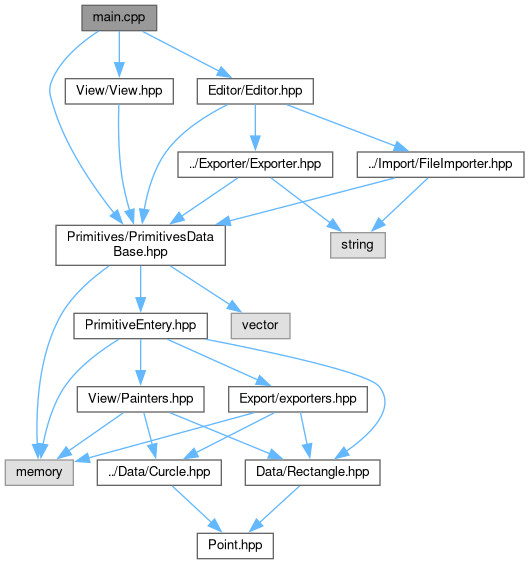 main.cpp
View/View.hpp
Editor/Editor.hpp
../Exporter/Exporter.hpp
../Import/FileImporter.hpp
Primitives/PrimitivesData
Base.hpp
string
PrimitiveEntery.hpp
vector
View/Painters.hpp
Export/exporters.hpp
memory
../Data/Curcle.hpp
Data/Rectangle.hpp
Point.hpp